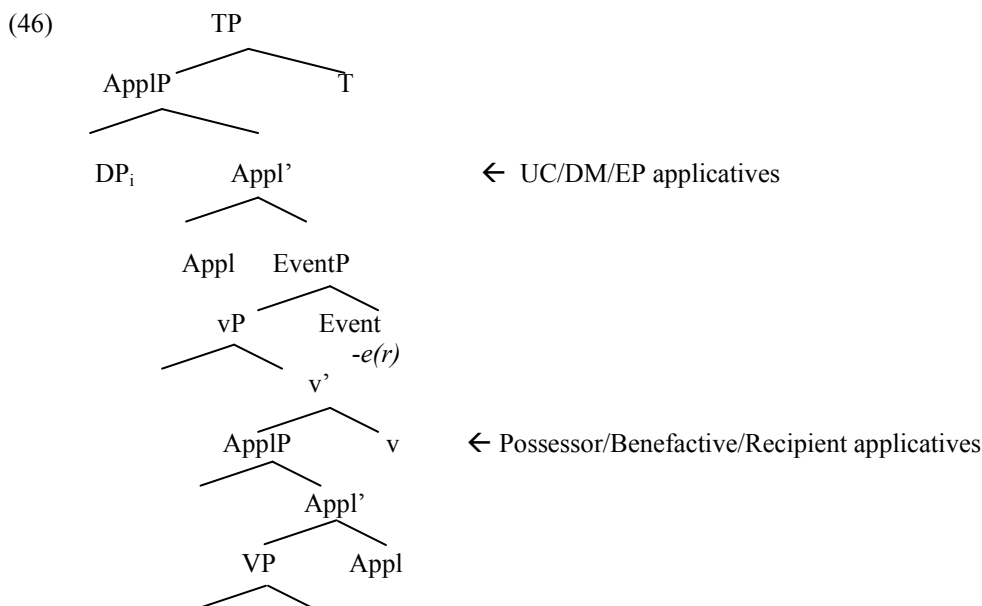 (46) TP
ApplP T
DPi Appl’ ← UC/DM/EP applicatives
Appl EventP
vP Event
-e(r)
v’
ApplP v ← Possessor/Benefactive/Recipient applicatives
Appl’
VP Appl